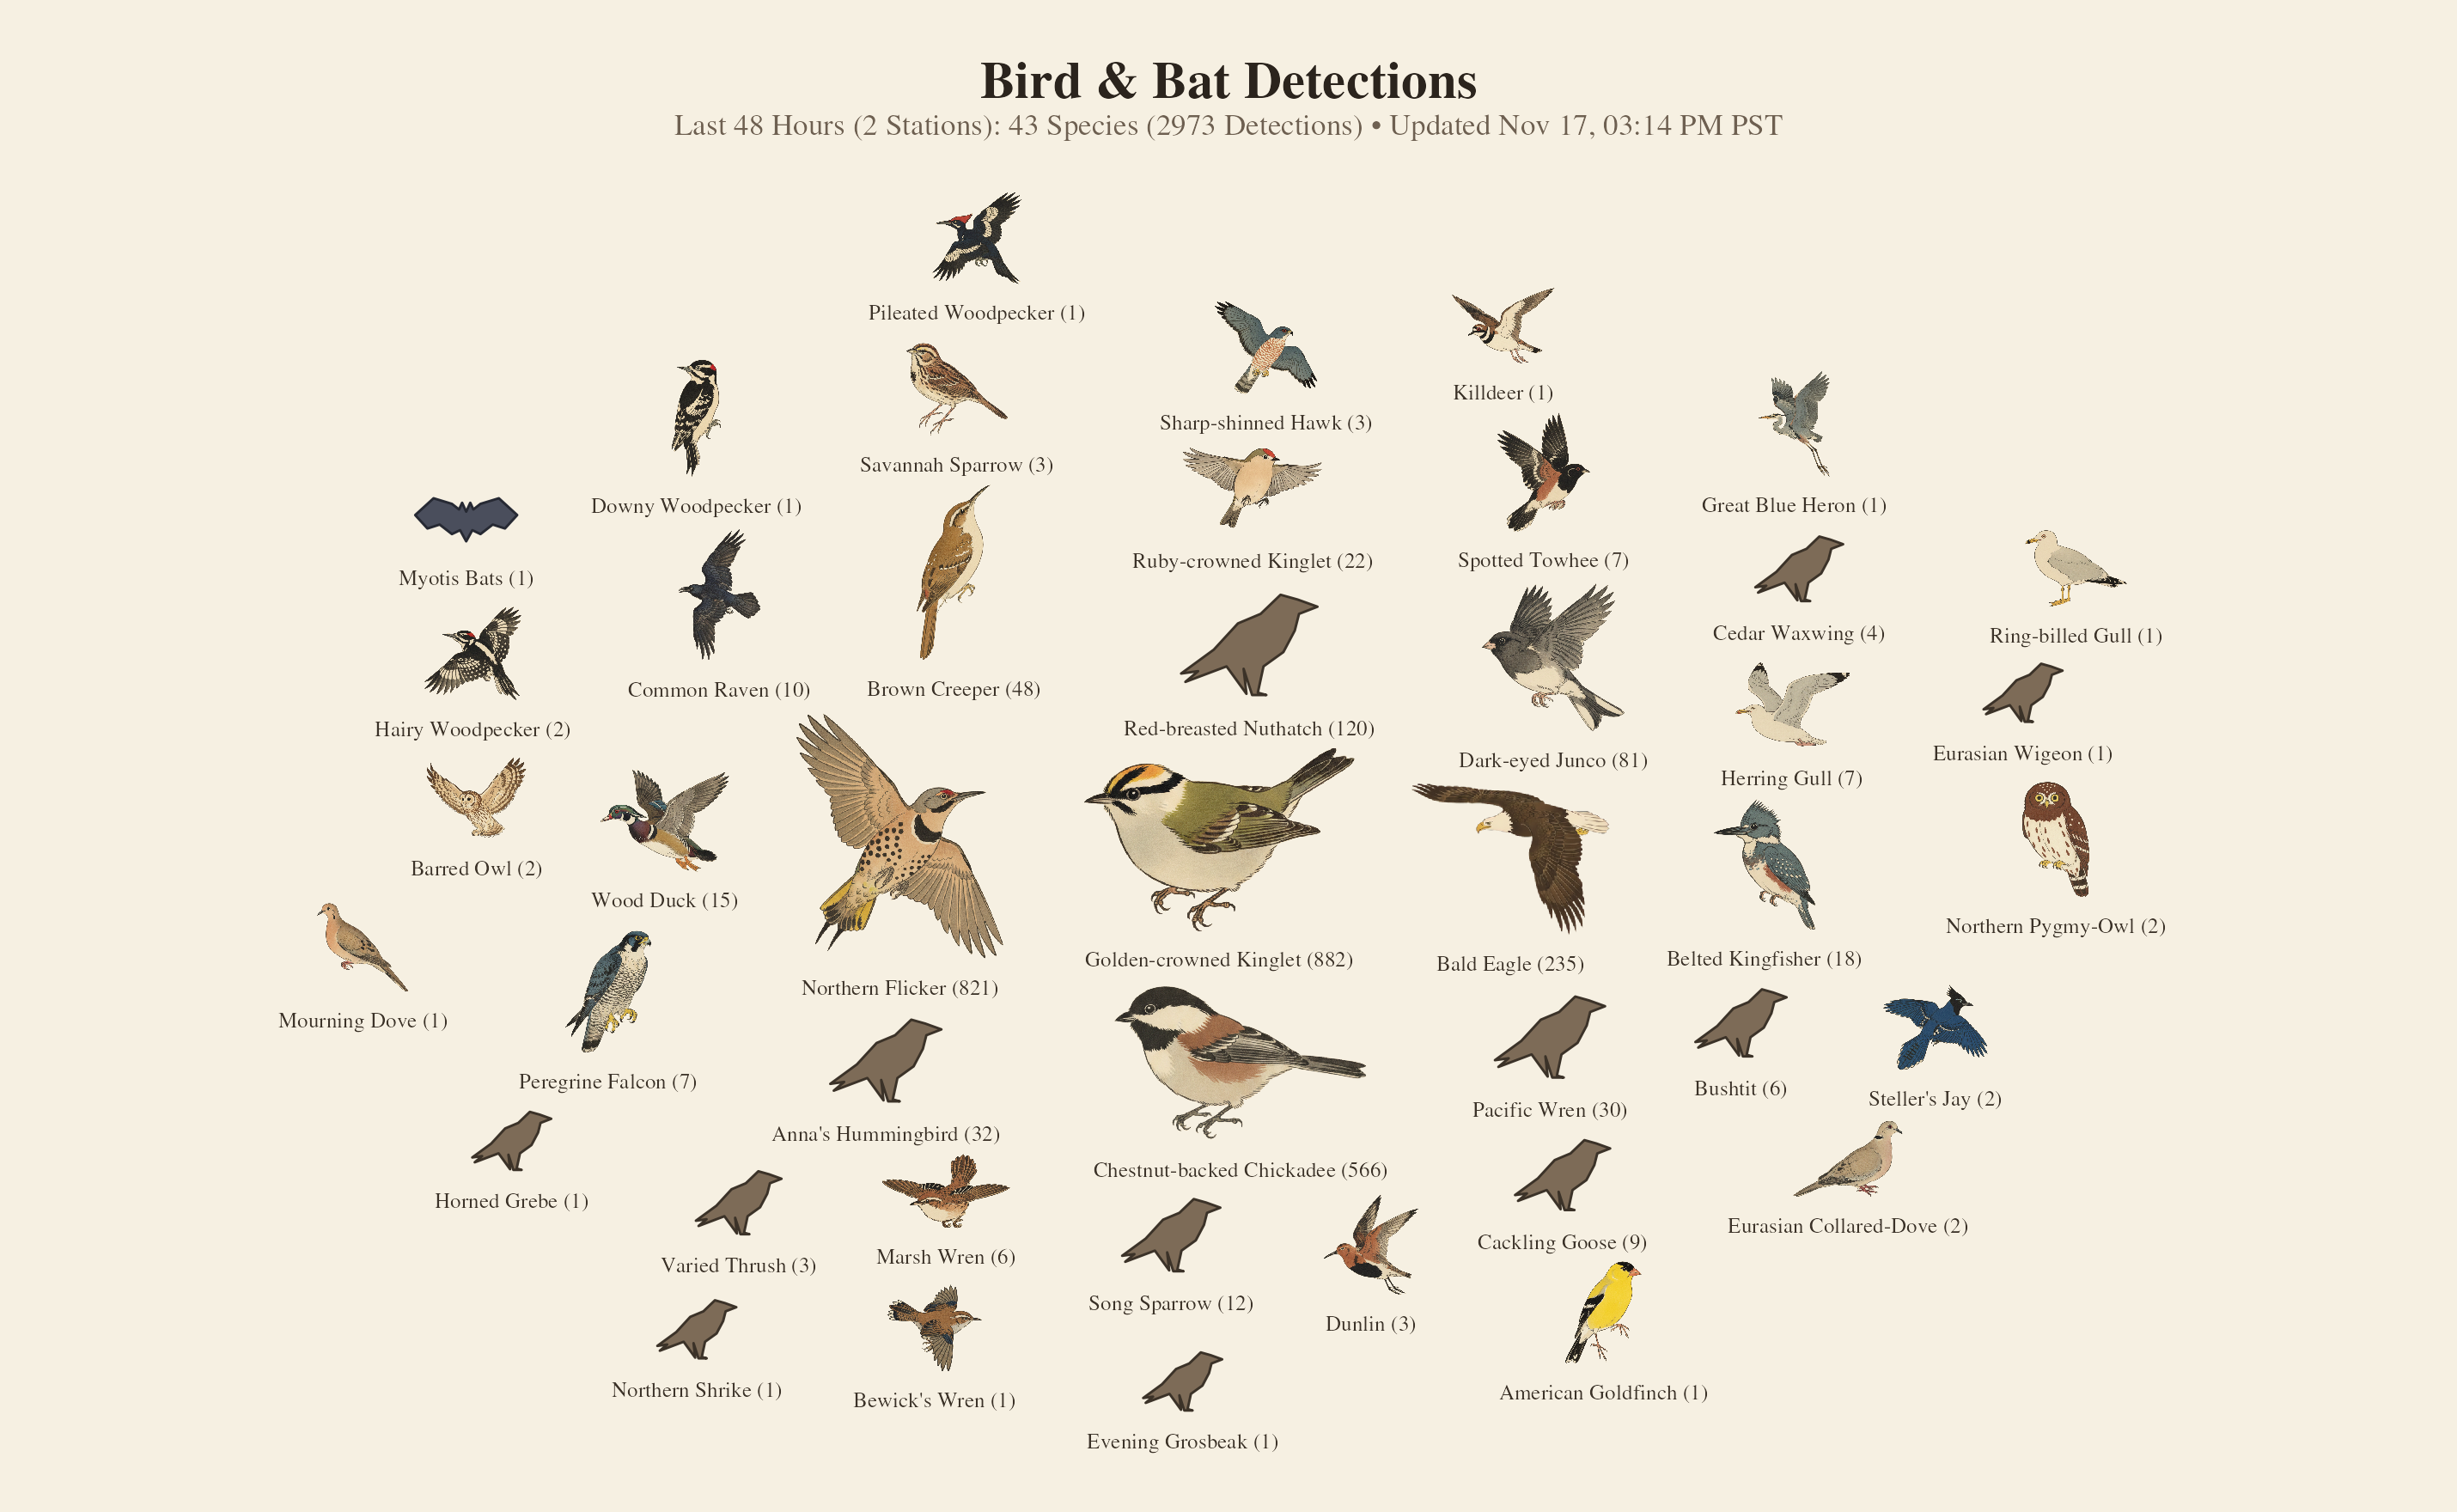 Bird & Bat Detections
Last 48 Hours (2 Stations): 43 Species (2973 Detections) • Updated Nov 17, 03:14 PM PST
Pileated Woodpecker (1)
Killdeer (1)
Sharp-shinned Hawk (3)
Savannah Sparrow (3)
Downy Woodpecker (1)
Great Blue Heron (1)
Ruby-crowned Kinglet (22)
Spotted Towhee (7)
Myotis Bats (1)
Cedar Waxwing (4)
Ring-billed Gull (1)
Common Raven (10)
Brown Creeper (48)
Hairy Woodpecker (2)
Red-breasted Nuthatch (120)
Eurasian Wigeon (1)
Dark-eyed Junco (81)
Herring Gull (7)
Barred Owl (2)
Wood Duck (15)
Northern Pygmy-Owl (2)
Golden-crowned Kinglet (882)
Belted Kingfisher (18)
Bald Eagle (235)
Northern Flicker (821)
Mourning Dove (1)
Peregrine Falcon (7)
Bushtit (6)
Steller's Jay (2)
Pacific Wren (30)
Anna's Hummingbird (32)
Chestnut-backed Chickadee (566)
Horned Grebe (1)
Eurasian Collared-Dove (2)
Cackling Goose (9)
Marsh Wren (6)
Varied Thrush (3)
Song Sparrow (12)
Dunlin (3)
Northern Shrike (1)
American Goldfinch (1)
Bewick's Wren (1)
Evening Grosbeak (1)